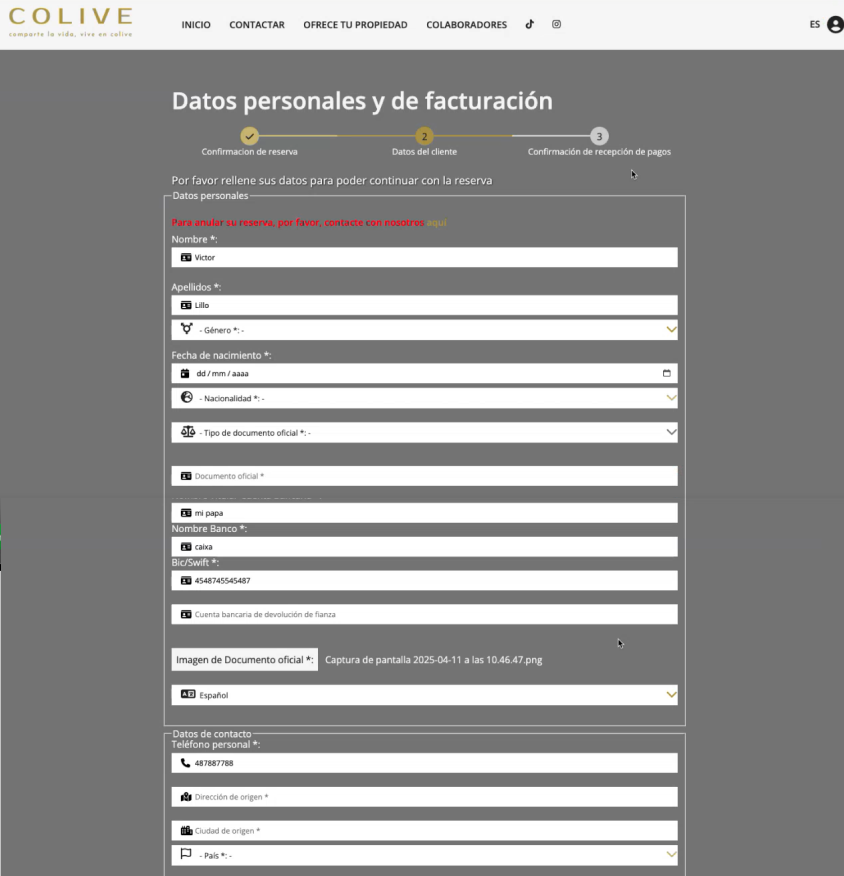 COLIVE
comparte la vida, vive en colive
INICIO CONTACTAR OFRECE TU PROPIEDAD COLABORADORES ES
Datos personales y de facturación
2 3
Confirmacion de reserva Datos del cliente Confirmación de recepción de pagos
Por favor rellene sus datos para poder continuar con la reserva
Datos personales
Para anular su reserva, por favor, contacte con nosotros aquí
Nombre *:
Victor
Apellidos *:
Lillo
- Género *: -
Fecha de nacimiento *:
dd / mm / aaaa
- Nacionalidad *: -
- Tipo de documento oficial *: -
Documento oficial *
mi papa
Nombre Banco *:
caixa
Bic/Swift *:
4548745545487
Cuenta bancaria de devolución de fianza
Imagen de Documento oficial *: Captura de pantalla 2025-04-11 a las 10.46.47.png
Español
Datos de contacto
Teléfono personal *:
487887788
Dirección de origen *
Ciudad de origen *
- País *: -